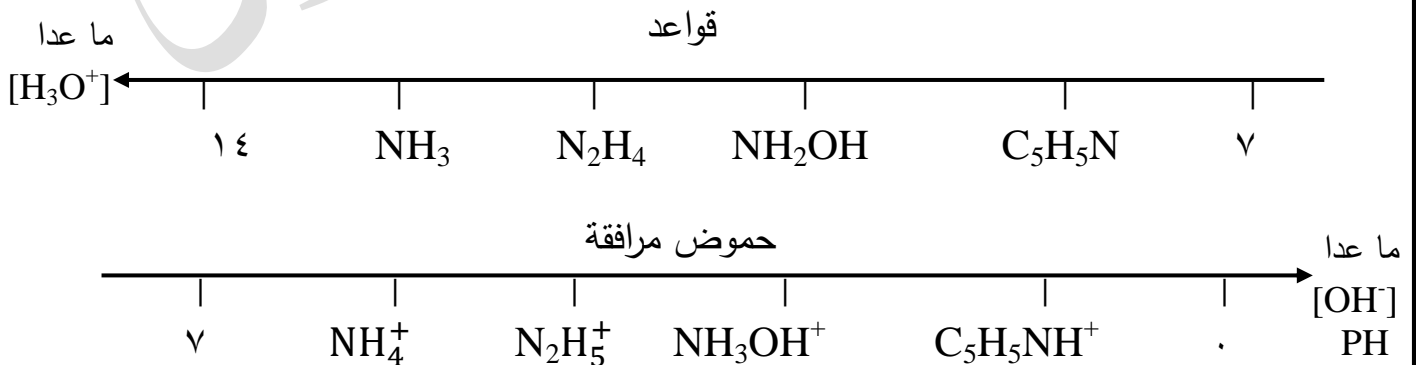 قواعد
ما عدا
[H₃O⁺]
١٤ NH₃ N₂H₄ NH₂OH C₅H₅N ٧
حموض مرافقة
ما عدا
[OH⁻]
٧ NH₄⁺ N₂H₅⁺ NH₃OH⁺ C₅H₅NH⁺ ٠ PH